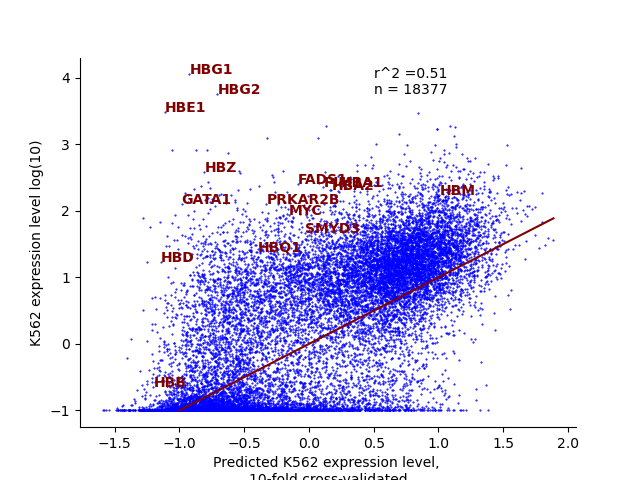 HBG1
r^2 =0.51
HBG2
n = 18377
HBE1
HBZ
FADS1
HBA2
HBA1
GATA1
PRKAR2B
HBM
MYC
SMYD3
HBQ1
HBD
HBB
4
3
2
1
0
−1
K562 expression level log(10)
−1.5 −1.0 −0.5 0.0 0.5 1.0 1.5 2.0
Predicted K562 expression level,
10-fold cross-validated